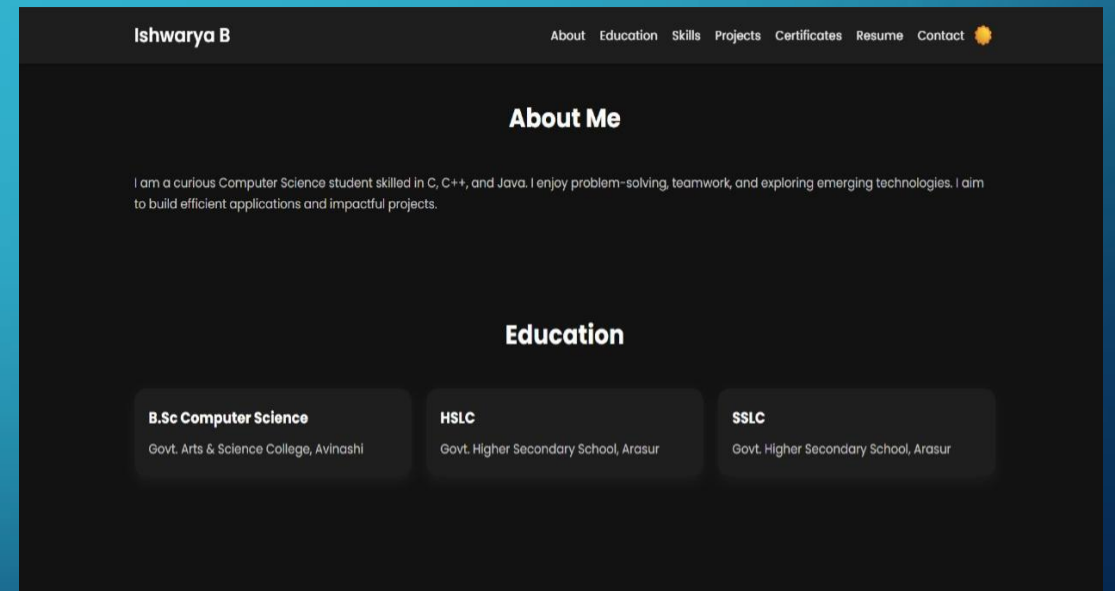 Ishwarya B
About Education Skills Projects Certificates Resume Contact
About Me
I am a curious Computer Science student skilled in C, C++, and Java. I enjoy problem-solving, teamwork, and exploring emerging technologies. I aim
to build efficient applications and impactful projects.
Education
B.Sc Computer Science
Govt. Arts & Science College, Avinashi
HSLC
Govt. Higher Secondary School, Arasur
SSLC
Govt. Higher Secondary School, Arasur